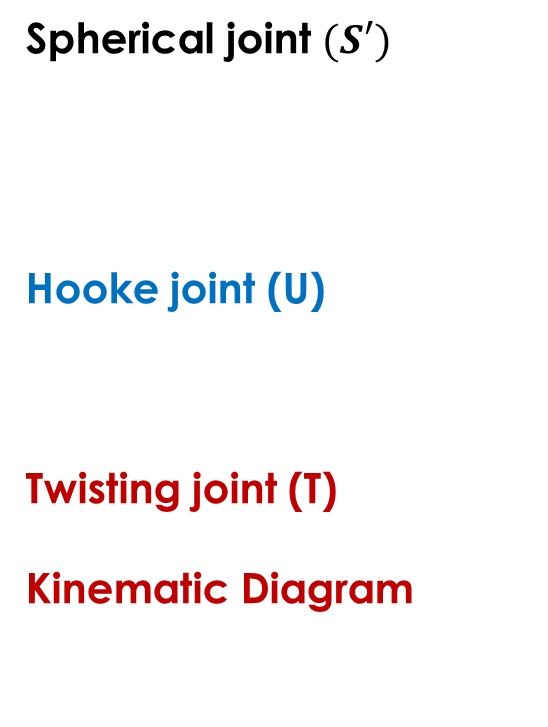 Spherical joint (S′)
Hooke joint (U)
Twisting joint (T)
Kinematic Diagram